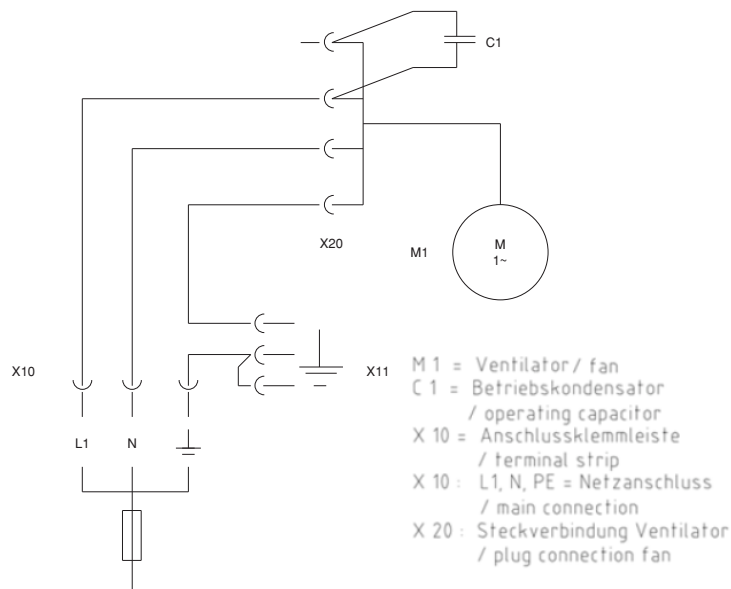 C1
X20
M1
M
1~
X10
X11
L1
N
M 1 = Ventilator / fan
C 1 = Betriebskondensator
/ operating capacitor
X 10 = Anschlussklemmleiste
/ terminal strip
X 10 : L1, N, PE = Netzanschluss
/ main connection
X 20 : Steckverbindung Ventilator
/ plug connection fan